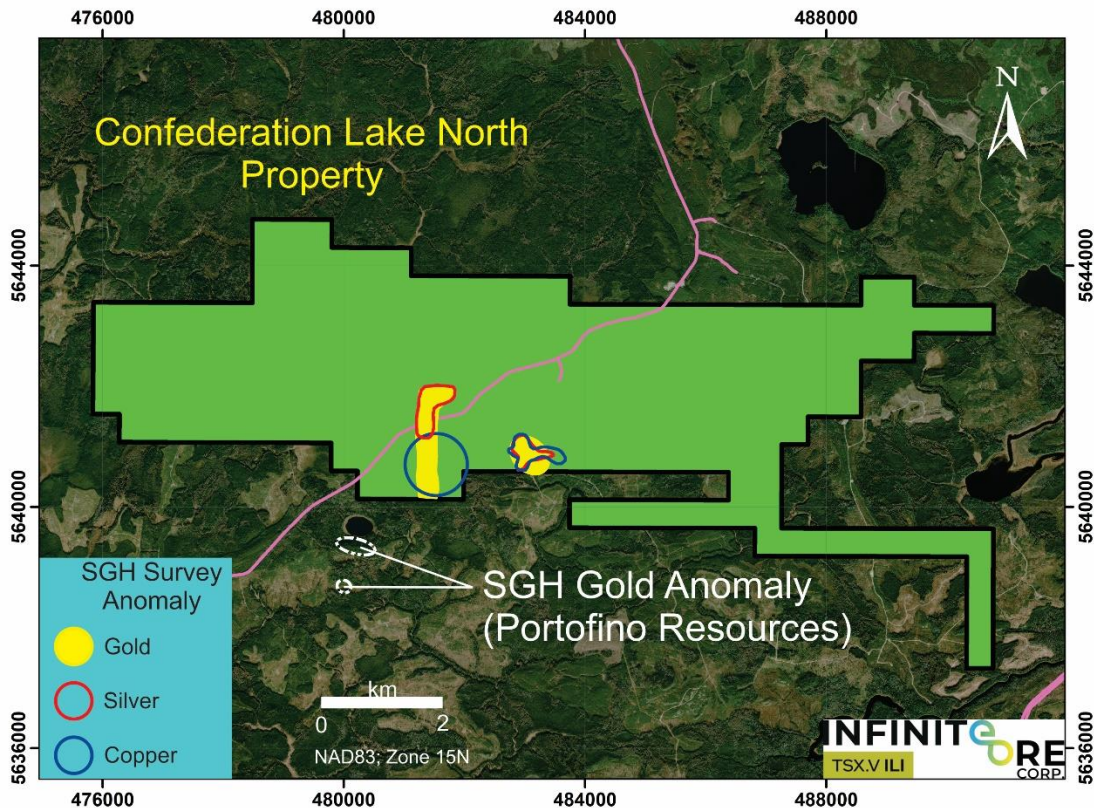 476000 480000 484000 488000
N
Confederation Lake North
Property
5644000 5644000
5640000 5640000
SGH Gold Anomaly
(Portofino Resources)
SGH Survey
Anomaly
Gold
Silver
Copper
km
0 2
NAD83; Zone 15N
INFINITE ORE
CORP.
TSX.V ILI
5636000 5636000
476000 480000 484000 488000